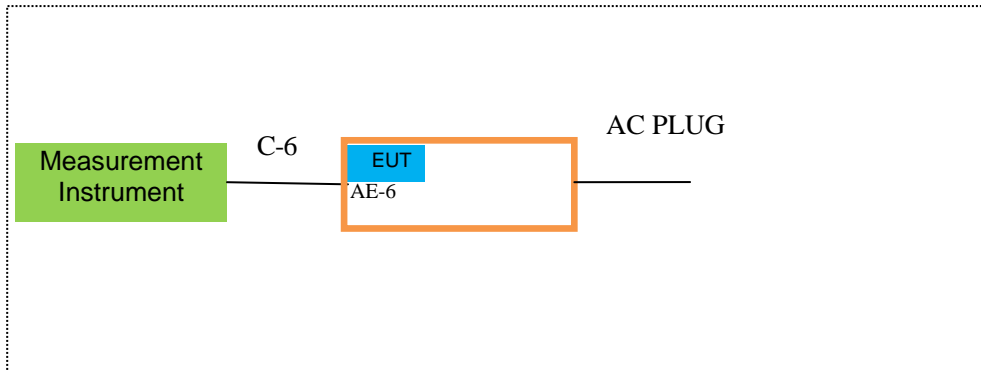 Measurement
Instrument
C-6
EUT
AE-6
AC PLUG